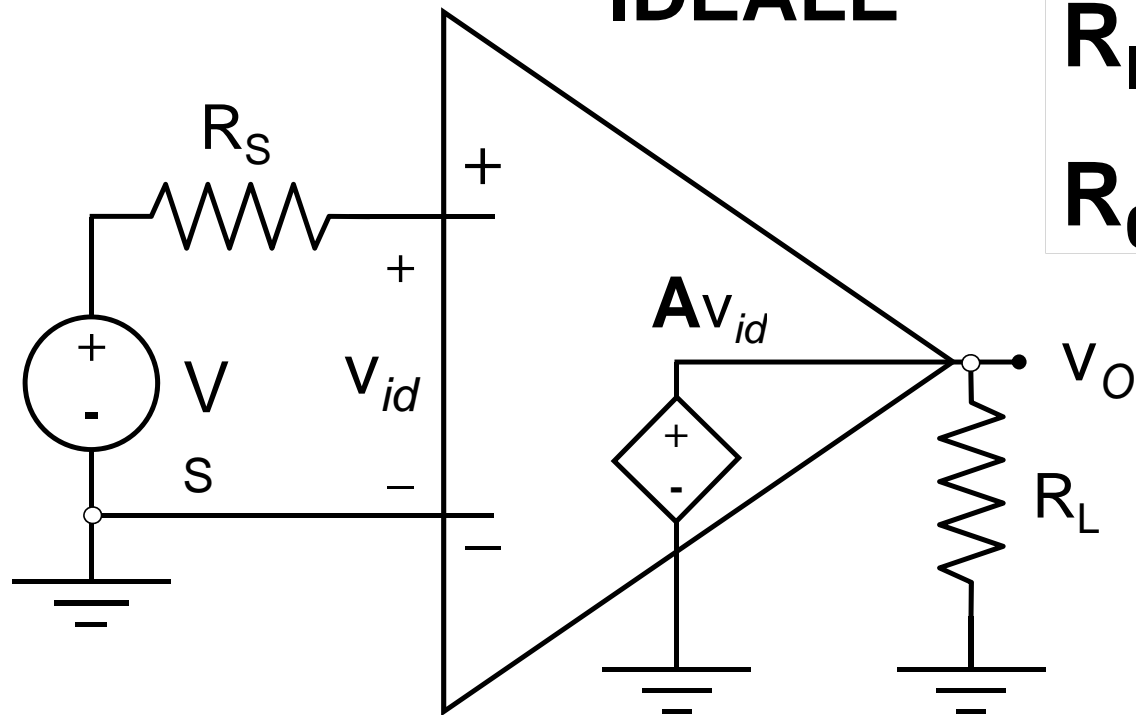 IDEALE
R
R
R_S
+
+
Av_id
+
V
v_id
v_O
+
-
-
S
–
R_L
–